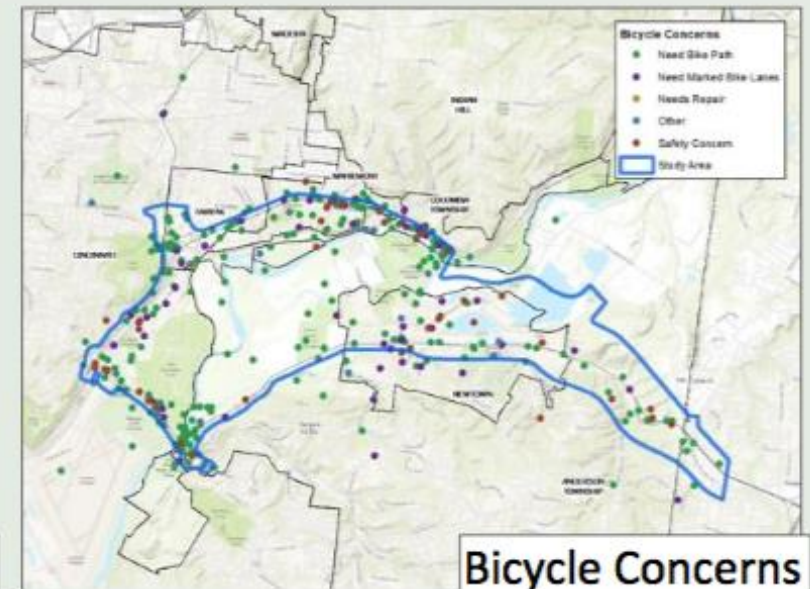 Bicycle Concerns
Need Bike Path
Need Marked Bike Lanes
Needs Repair
Other
Safety Concern
Study Area
INDIAN
HILL
MARIEMONT
COLUMBIA
TOWNSHIP
FAIRFAX
CINCINNATI
NEWTOWN
ANDERSON
TOWNSHIP
Bicycle Concerns